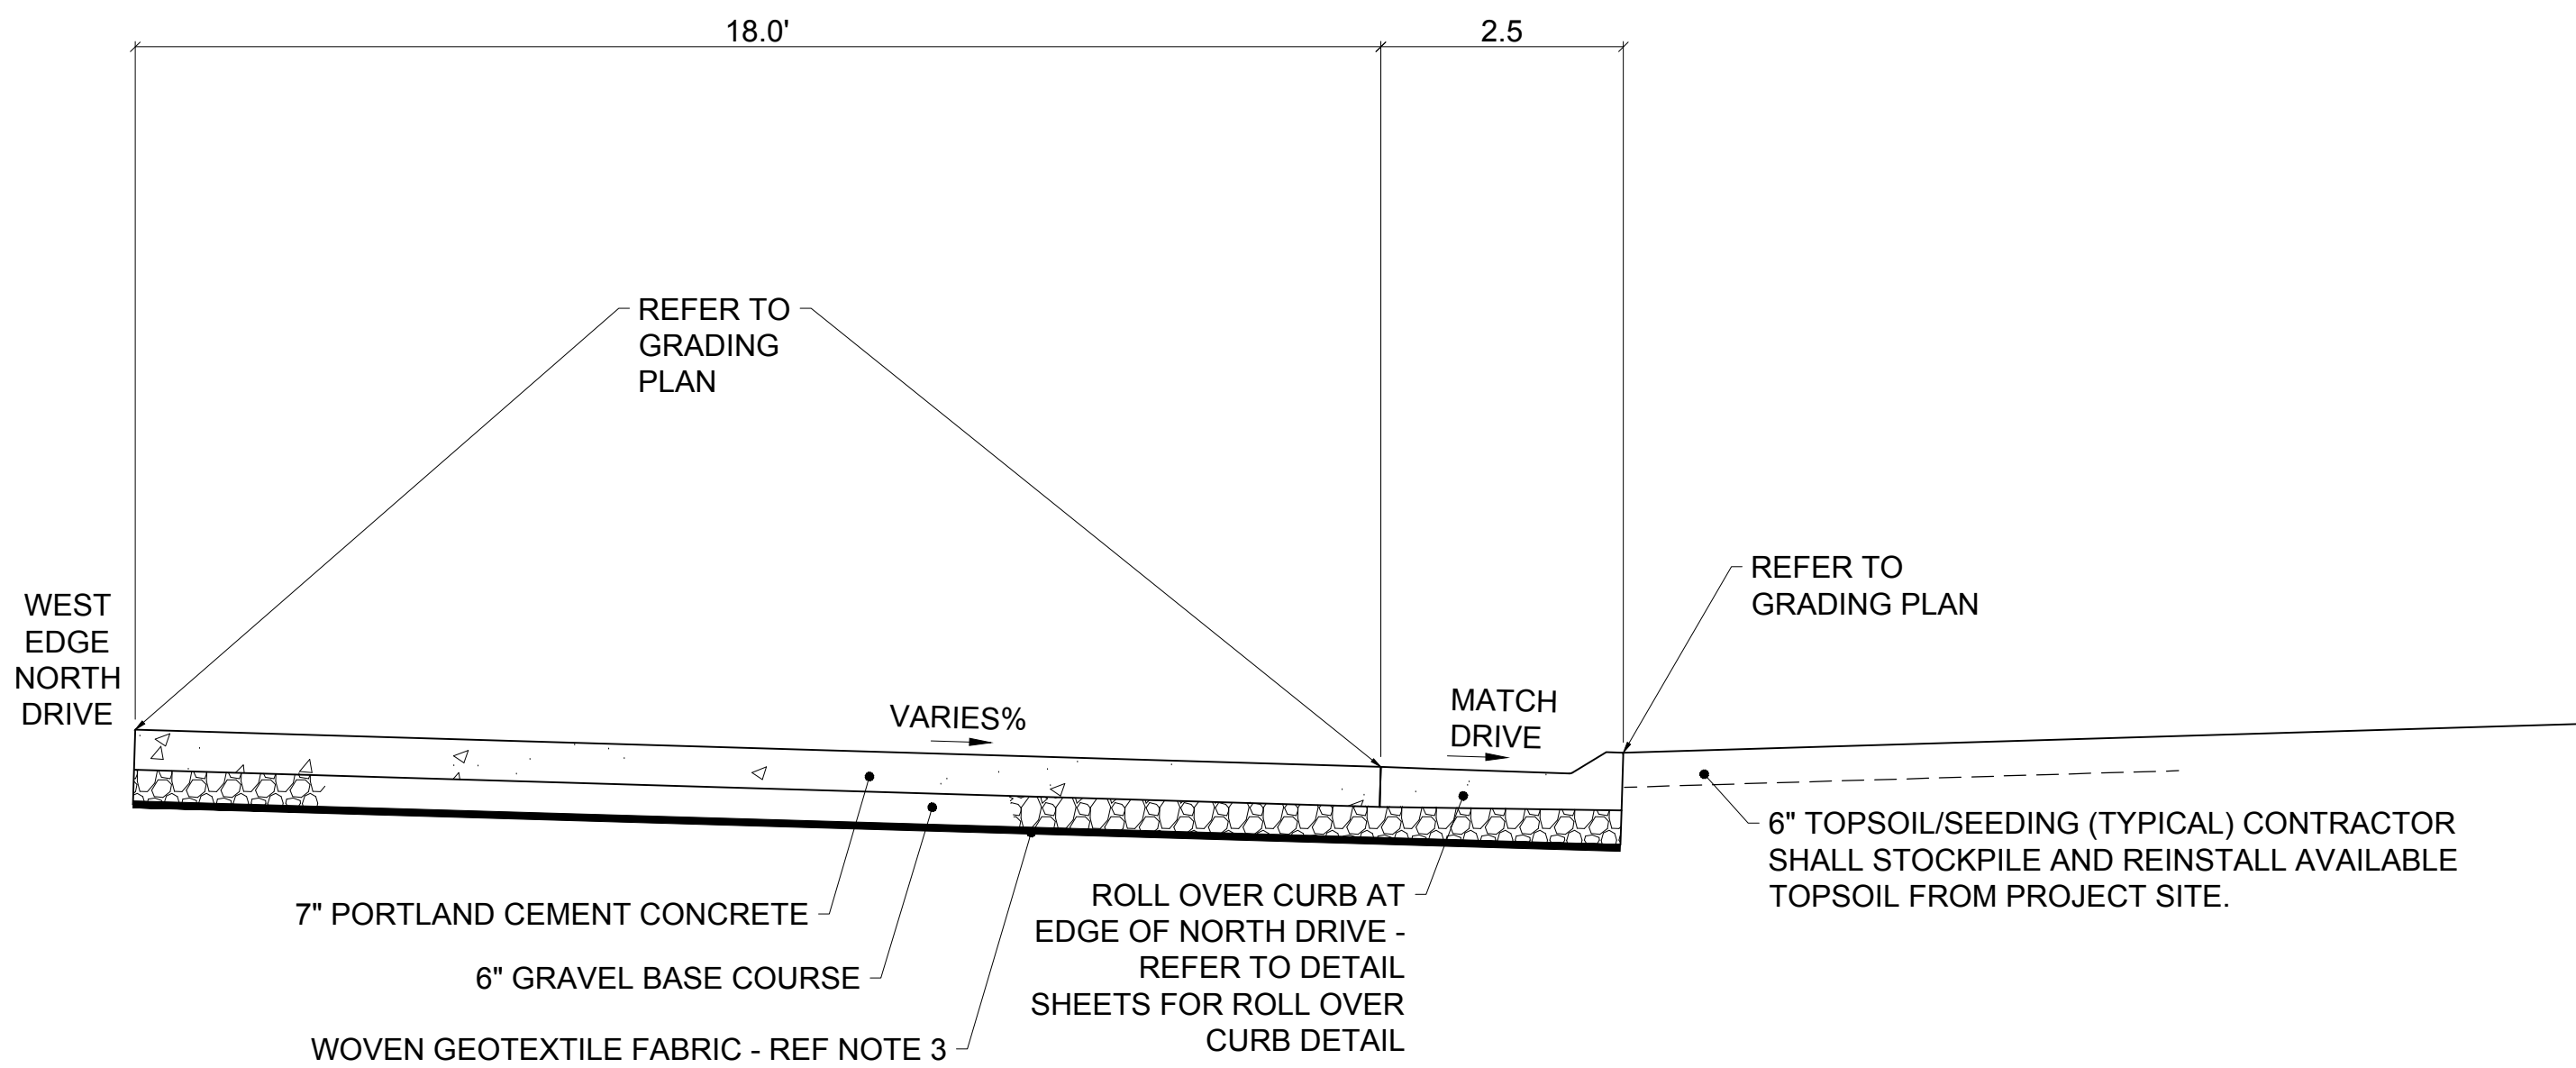 18.0'
2.5
REFER TO
GRADING
PLAN
REFER TO
GRADING PLAN
WEST
EDGE
NORTH
DRIVE
VARIES%
MATCH
DRIVE
6" TOPSOIL/SEEDING (TYPICAL) CONTRACTOR
SHALL STOCKPILE AND REINSTALL AVAILABLE
TOPSOIL FROM PROJECT SITE.
7" PORTLAND CEMENT CONCRETE
6" GRAVEL BASE COURSE
WOVEN GEOTEXTILE FABRIC - REF NOTE 3
ROLL OVER CURB AT
EDGE OF NORTH DRIVE -
REFER TO DETAIL
SHEETS FOR ROLL OVER
CURB DETAIL